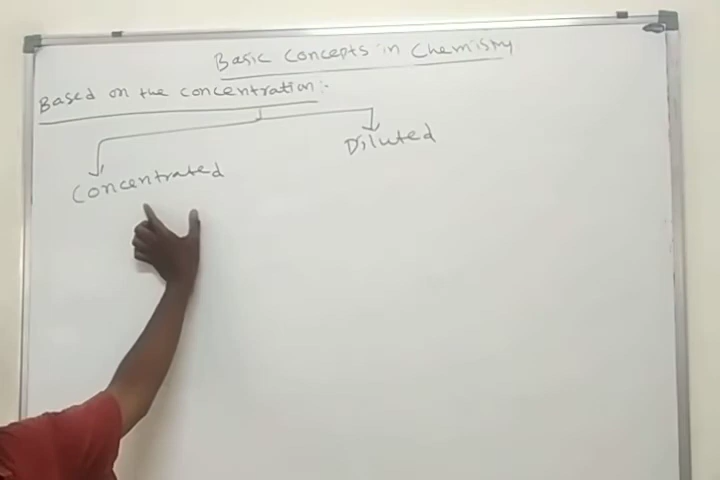 Basic Concepts in Chemistry
Based on the concentration:-
Concentrated
Diluted